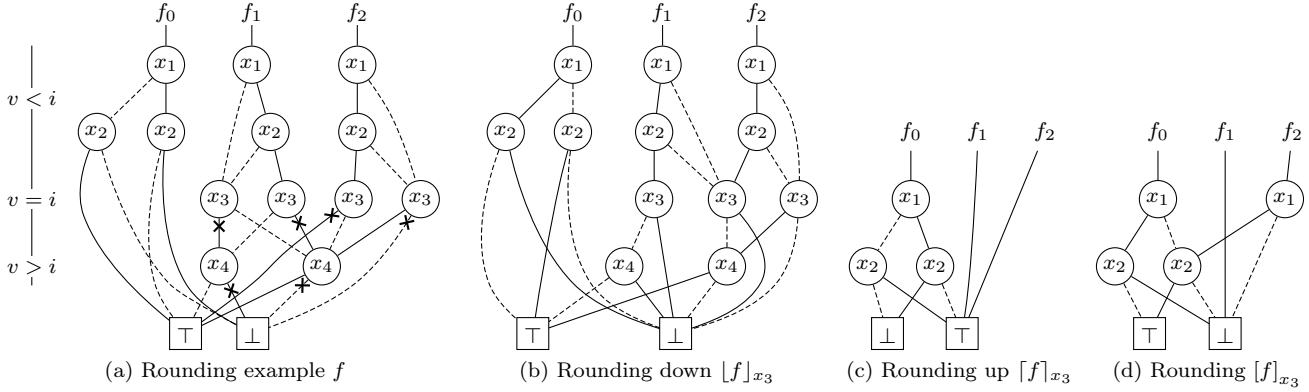 f₀ f₁ f₂ f₀ f₁ f₂
x₁ x₁ x₁ x₁ x₁ x₁
v < i
x₂ x₂ x₂ x₂ x₂ x₂ x₂ x₂
f₀ f₁ f₂ f₀ f₁ f₂
v = i
x₃ x₃ x₃ x₃ x₃ x₃ x₃ x₁ x₁ x₁
v > i
x₄ x₄ x₄ x₄ x₂ x₂ x₂ x₂
⊤ ⊥ ⊤ ⊥ ⊥ ⊤ ⊤ ⊥
(a) Rounding example f
(b) Rounding down ⌊f⌋x₃
(c) Rounding up ⌈f⌉x₃
(d) Rounding [f]x₃